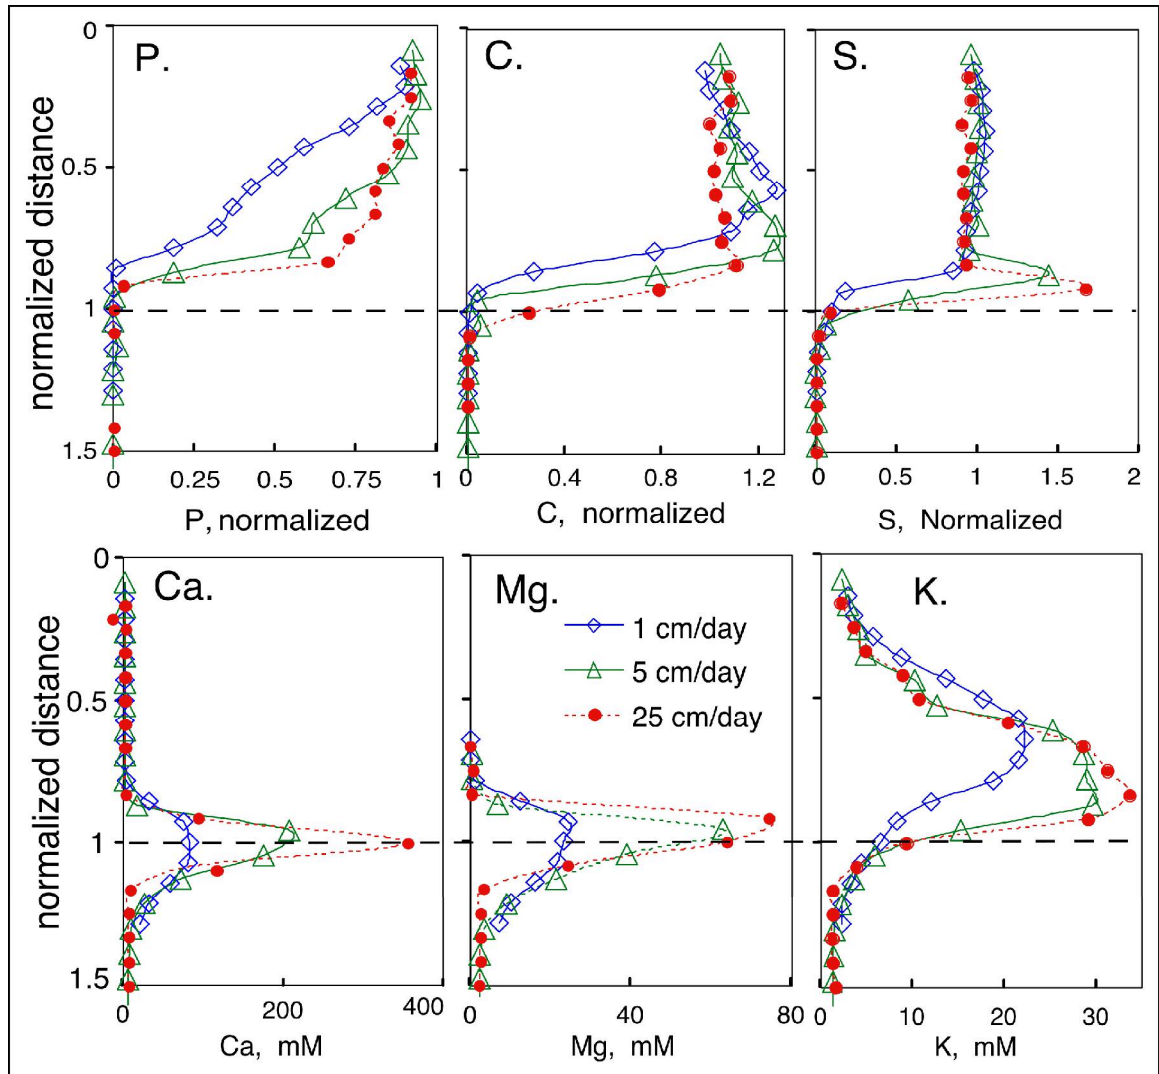 P.
C.
S.
0
0.5
1
1.5
normalized distance
0 0.25 0.5 0.75 1
0 0.4 0.8 1.2
0 0.5 1 1.5 2
P, normalized
C, normalized
S, Normalized
Ca.
Mg.
K.
1 cm/day
5 cm/day
25 cm/day
0
0.5
1
1.5
normalized distance
0 200 400
0 40 80
0 10 20 30
Ca, mM
Mg, mM
K, mM